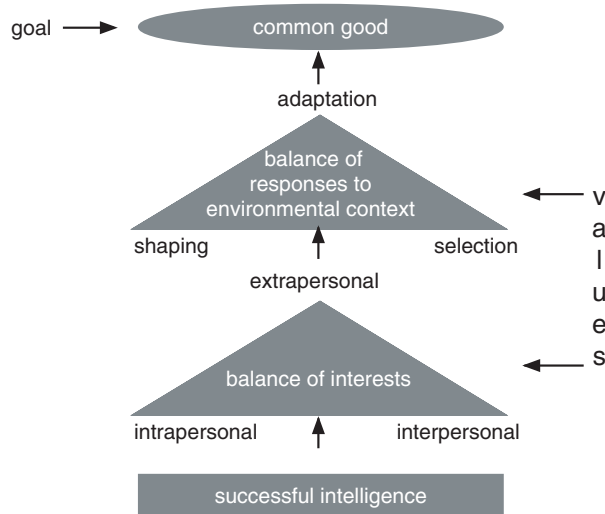 goal
common good
adaptation
balance of
responses to
environmental context
shaping
selection
extrapersonal
balance of interests
intrapersonal
interpersonal
successful intelligence
values